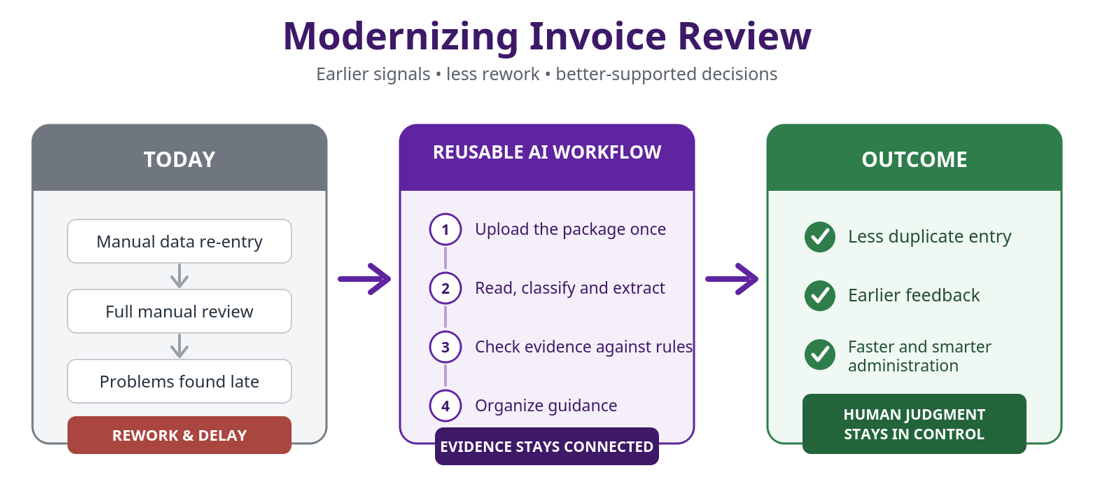 Modernizing Invoice Review
Earlier signals • less rework • better-supported decisions
TODAY
Manual data re-entry
Full manual review
Problems found late
REWORK & DELAY
REUSABLE AI WORKFLOW
1 Upload the package once
2 Read, classify and extract
3 Check evidence against rules
4 Organize guidance
EVIDENCE STAYS CONNECTED
OUTCOME
Less duplicate entry
Earlier feedback
Faster and smarter
administration
HUMAN JUDGMENT
STAYS IN CONTROL